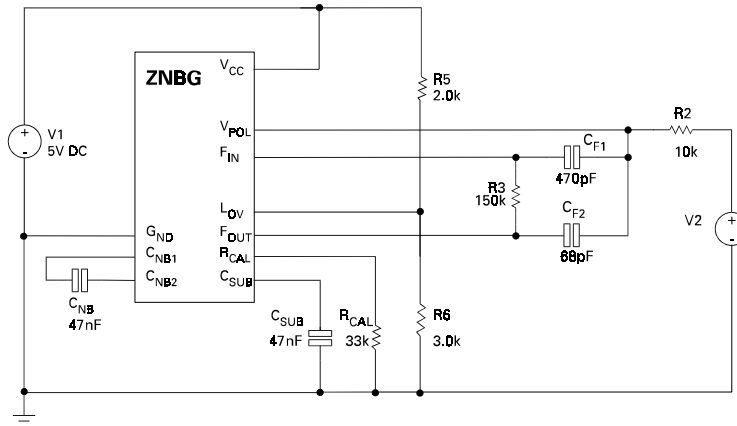 ZNBG
VCC
VPOL
FIN
LOV
GND
FOUT
CNB1
RCAL
CNB2
CSUB
V1
5V DC
R5
2.0k
R2
10k
CF1
470pF
R3
150k
CF2
68pF
V2
CNB
47nF
CSUB
47nF
RCAL
33k
R6
3.0k
+
-
+
-